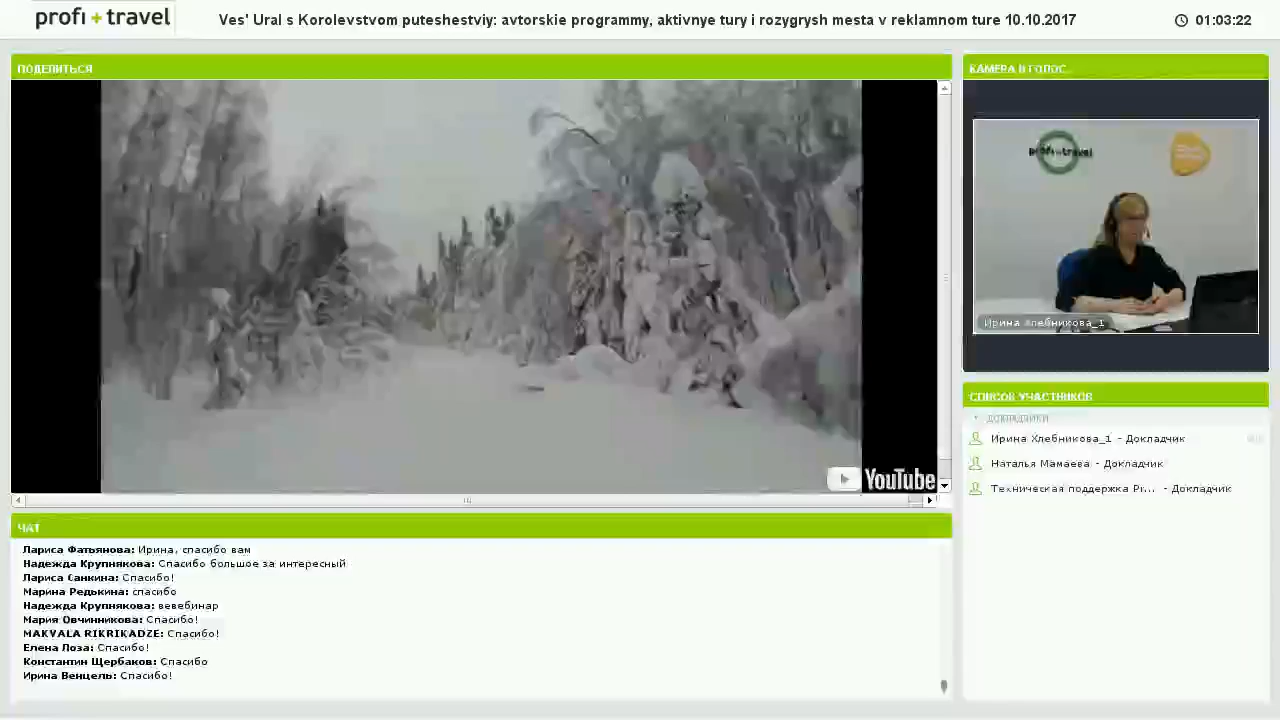 profi+travel
Ves' Ural s Korolevstvom puteshestviy: avtorskie programmy, aktivnye tury i rozygrysh mesta v reklamnom ture 10.10.2017
01:03:22
ПОДЕЛИТЬСЯ
YouTube
КАМЕРА И ГОЛОС
profi+travel
Ирина Хлебникова_1
СПИСОК УЧАСТНИКОВ
ДОКЛАДЧИКИ
Ирина Хлебникова_1 - Докладчик
Наталья Мамаева - Докладчик
Техническая поддержка Pr... - Докладчик
ЧАТ
Лариса Фатьянова: Ирина, спасибо вам
Надежда Крупнякова: Спасибо большое за интересный
Лариса Санкина: Спасибо!
Марина Редькина: спасибо
Надежда Крупнякова: вевебинар
Мария Овчинникова: Спасибо!
MAKVALA RIKRIKADZE: Спасибо!
Елена Лоза: Спасибо!
Константин Щербаков: Спасибо
Ирина Венцель: Спасибо!